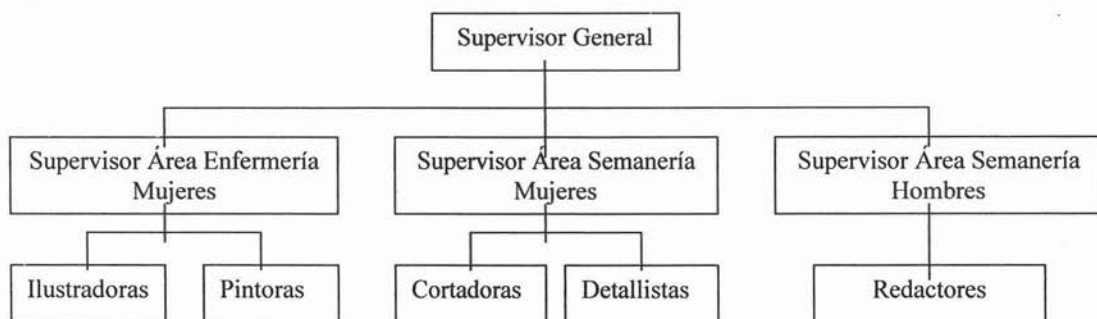 Supervisor General
Supervisor Área Enfermería
Mujeres
Supervisor Área Semanería
Mujeres
Supervisor Área Semanería
Hombres
Ilustradoras
Pintoras
Cortadoras
Detallistas
Redactores